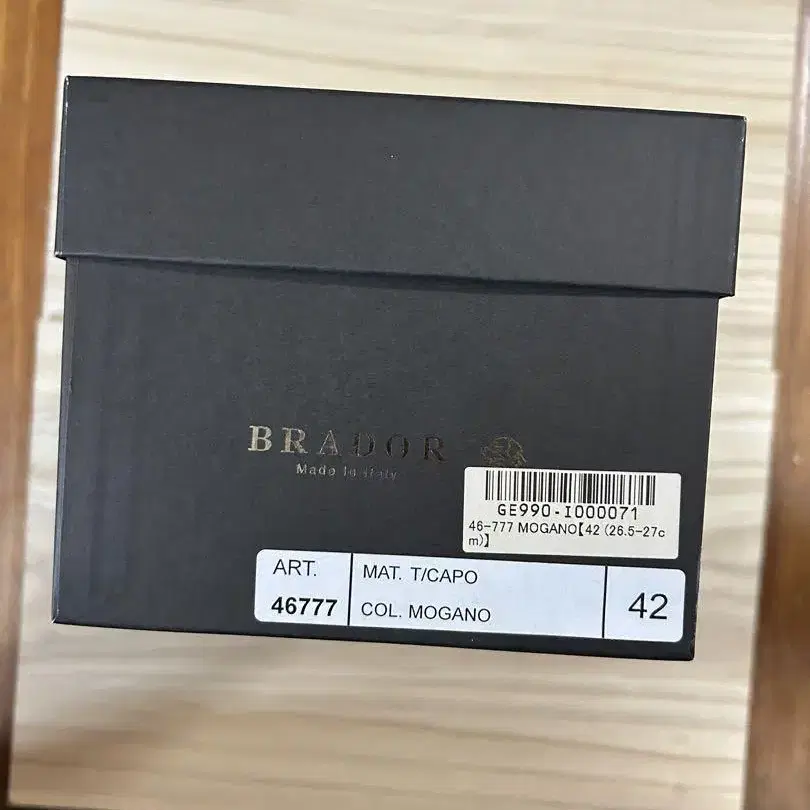 BRADOR
Made in Italy
GE990-I000071
46-777 MOGANO【42(26.5-27c
m)】
ART.
46777
MAT. T/CAPO
COL. MOGANO
42